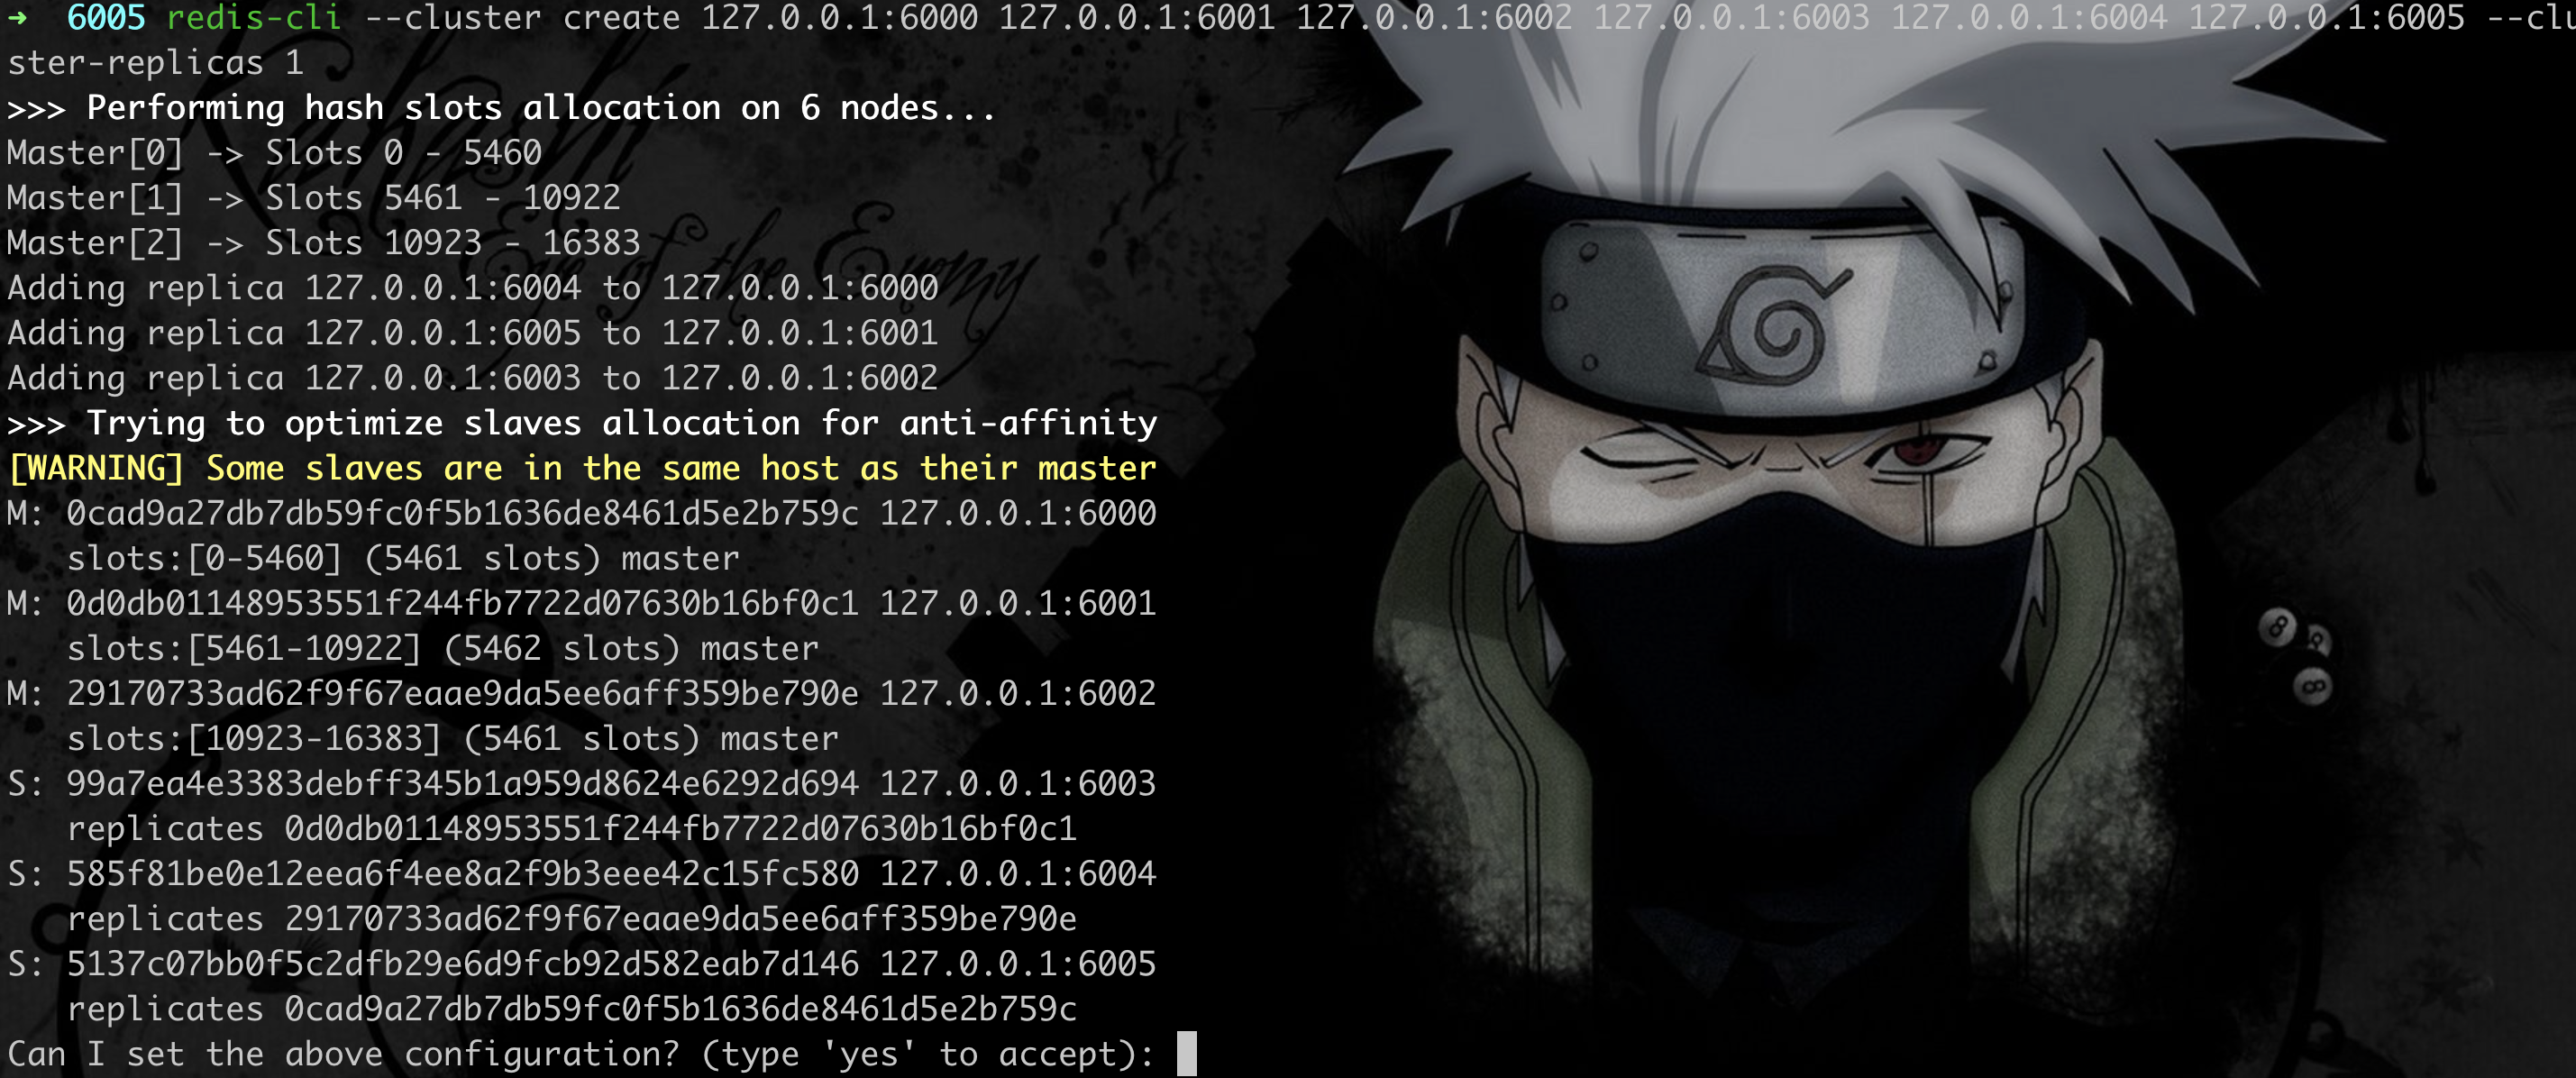 ➜  6005 redis-cli --cluster create 127.0.0.1:6000 127.0.0.1:6001 127.0.0.1:6002 127.0.0.1:6003 127.0.0.1:6004 127.0.0.1:6005 --clu
ster-replicas 1
>>> Performing hash slots allocation on 6 nodes...
Master[0] -> Slots 0 - 5460
Master[1] -> Slots 5461 - 10922
Master[2] -> Slots 10923 - 16383
Adding replica 127.0.0.1:6004 to 127.0.0.1:6000
Adding replica 127.0.0.1:6005 to 127.0.0.1:6001
Adding replica 127.0.0.1:6003 to 127.0.0.1:6002
>>> Trying to optimize slaves allocation for anti-affinity
[WARNING] Some slaves are in the same host as their master
M: 0cad9a27db7db59fc0f5b1636de8461d5e2b759c 127.0.0.1:6000
   slots:[0-5460] (5461 slots) master
M: 0d0db01148953551f244fb7722d07630b16bf0c1 127.0.0.1:6001
   slots:[5461-10922] (5462 slots) master
M: 29170733ad62f9f67eaae9da5ee6aff359be790e 127.0.0.1:6002
   slots:[10923-16383] (5461 slots) master
S: 99a7ea4e3383debff345b1a959d8624e6292d694 127.0.0.1:6003
   replicates 0d0db01148953551f244fb7722d07630b16bf0c1
S: 585f81be0e12eea6f4ee8a2f9b3eee42c15fc580 127.0.0.1:6004
   replicates 29170733ad62f9f67eaae9da5ee6aff359be790e
S: 5137c07bb0f5c2dfb29e6d9fcb92d582eab7d146 127.0.0.1:6005
   replicates 0cad9a27db7db59fc0f5b1636de8461d5e2b759c
Can I set the above configuration? (type 'yes' to accept):
Kakashi
Eye of the Enemy
8
8